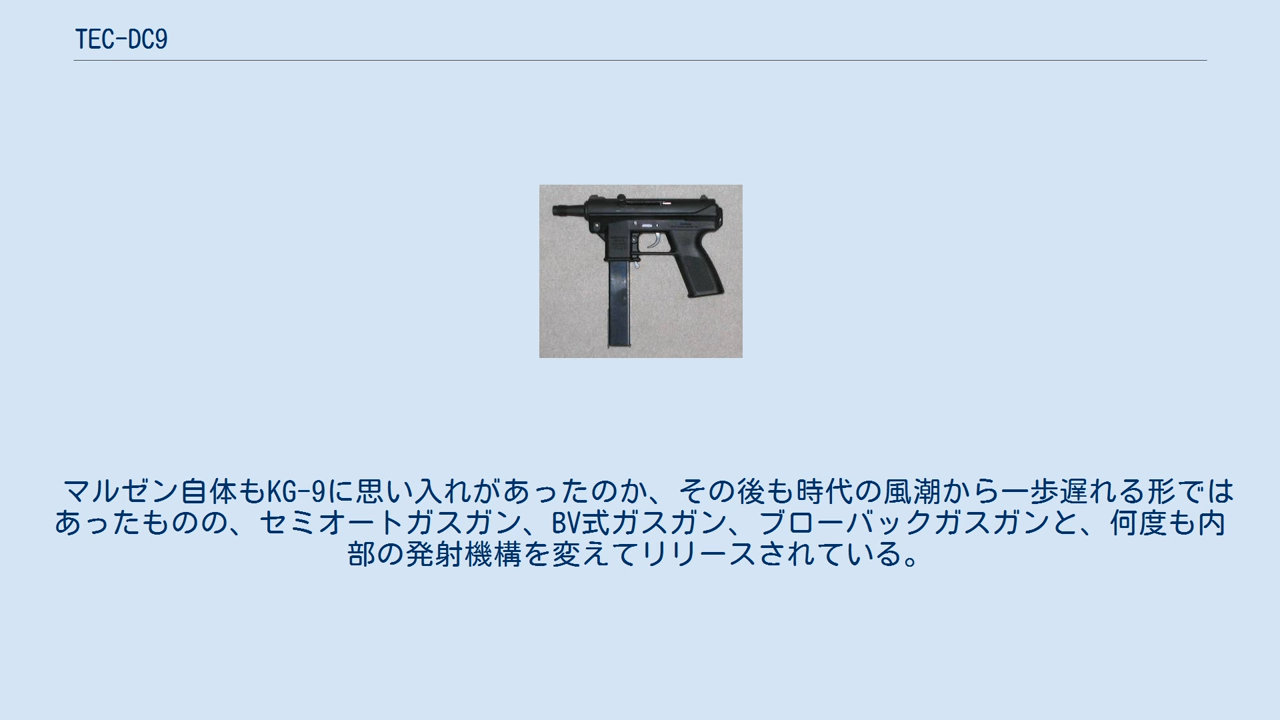 TEC-DC9
マルゼン自体もKG-9に思い入れがあったのか、その後も時代の風潮から一歩遅れる形では
あったものの、セミオートガスガン、BV式ガスガン、ブローバックガスガンと、何度も内
部の発射機構を変えてリリースされている。